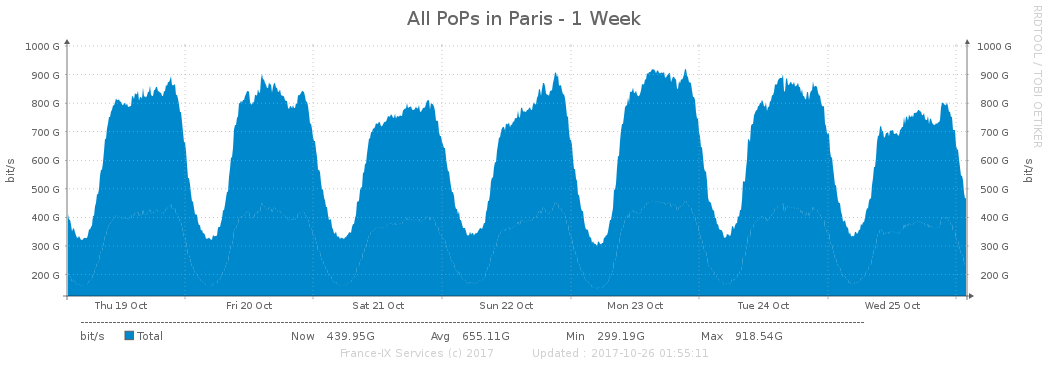 All PoPs in Paris - 1 Week
RRDTOOL / TOBI OETIKER
1000 G 1000 G
900 G 900 G
800 G 800 G
700 G 700 G
600 G 600 G
500 G 500 G
400 G 400 G
300 G 300 G
200 G 200 G
bit/s bit/s
Thu 19 Oct Fri 20 Oct Sat 21 Oct Sun 22 Oct Mon 23 Oct Tue 24 Oct Wed 25 Oct
bit/s Total Now 439.95G Avg 655.11G Min 299.19G Max 918.54G
France-IX Services (c) 2017 Updated : 2017-10-26 01:55:11